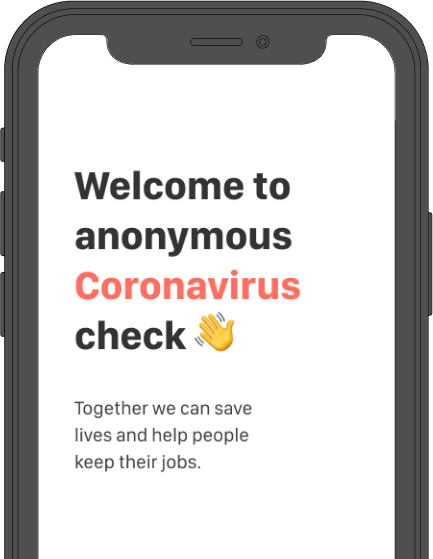 Welcome to
anonymous
Coronavirus
check 👋
Together we can save
lives and help people
keep their jobs.